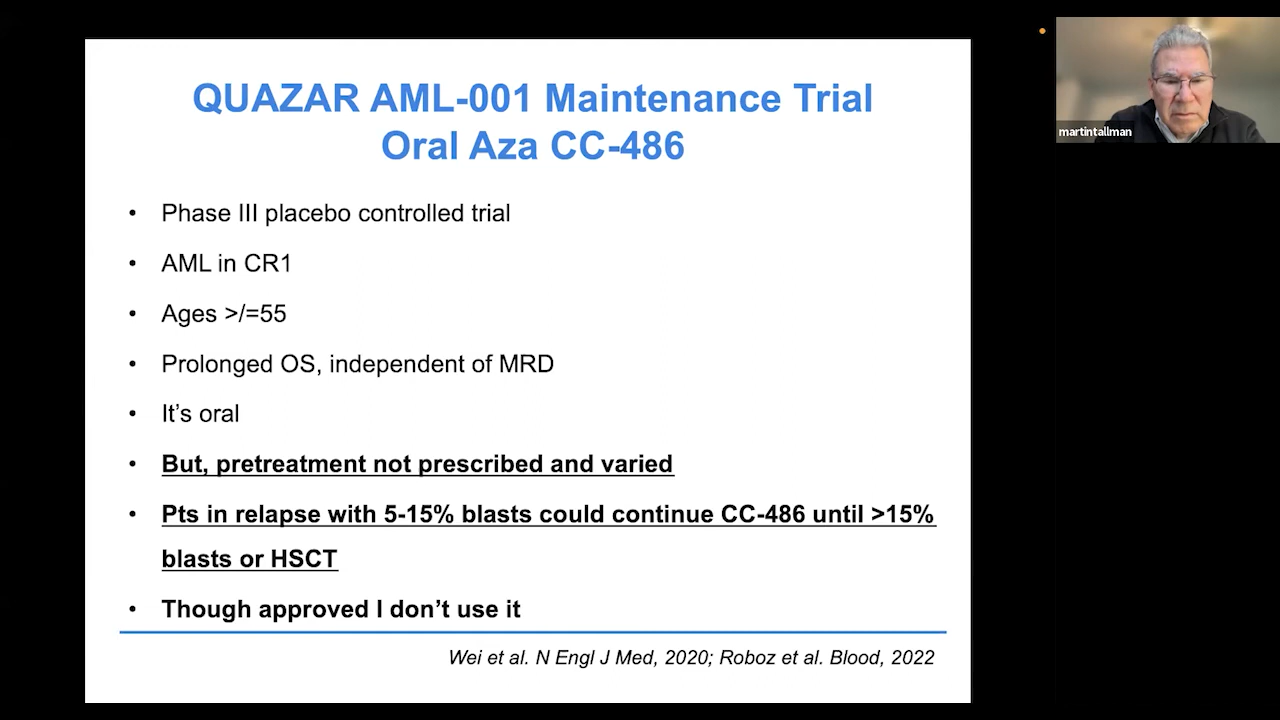 QUAZAR AML-001 Maintenance Trial
Oral Aza CC-486
• Phase III placebo controlled trial
• AML in CR1
• Ages >/=55
• Prolonged OS, independent of MRD
• It's oral
• But, pretreatment not prescribed and varied
• Pts in relapse with 5-15% blasts could continue CC-486 until >15%
blasts or HSCT
• Though approved I don't use it
Wei et al. N Engl J Med, 2020; Roboz et al. Blood, 2022
martintallman